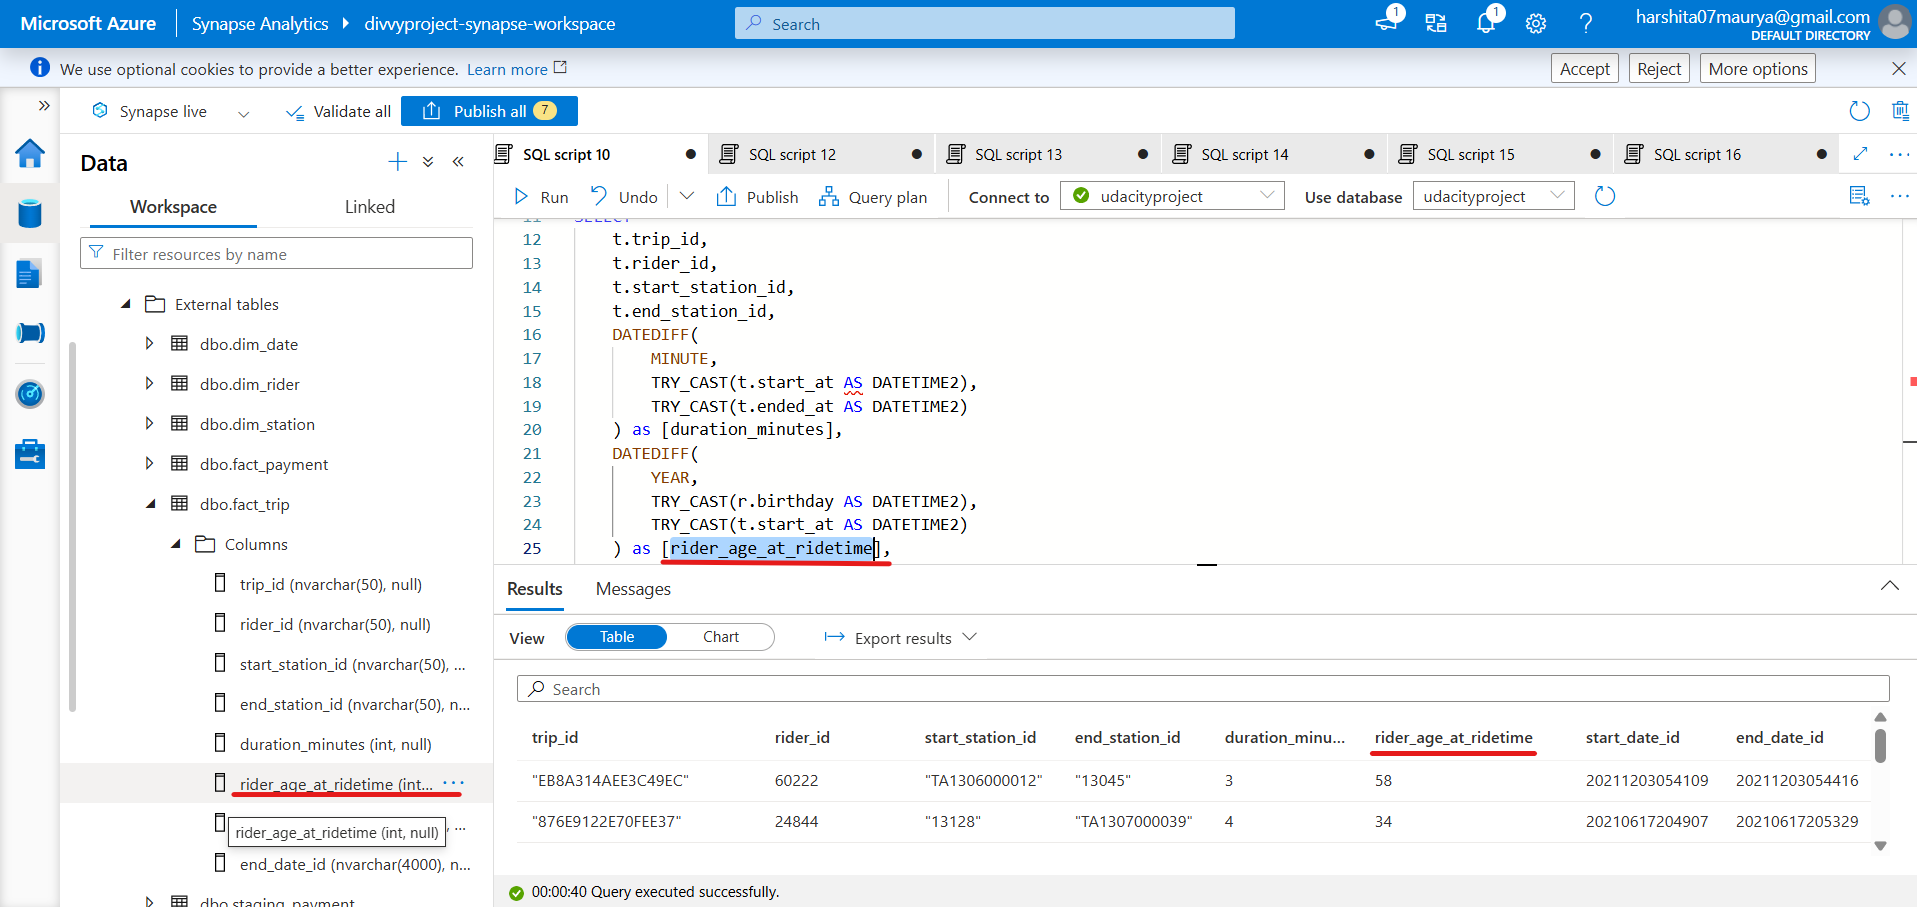 Microsoft Azure
Synapse Analytics
divvyproject-synapse-workspace
Search
1
1
harshita07maurya@gmail.com
DEFAULT DIRECTORY
We use optional cookies to provide a better experience. Learn more
Accept
Reject
More options
Synapse live
Validate all
Publish all 7
Data
Workspace
Linked
Filter resources by name
External tables
dbo.dim_date
dbo.dim_rider
dbo.dim_station
dbo.fact_payment
dbo.fact_trip
Columns
trip_id (nvarchar(50), null)
rider_id (nvarchar(50), null)
start_station_id (nvarchar(50), ...
end_station_id (nvarchar(50), n...
duration_minutes (int, null)
rider_age_at_ridetime (int... ...
rider_age_at_ridetime (int, null)
, ...
end_date_id (nvarchar(4000), n...
dbo.staging_payment
SQL script 10
SQL script 12
SQL script 13
SQL script 14
SQL script 15
SQL script 16
Run
Undo
Publish
Query plan
Connect to
udacityproject
Use database
udacityproject
11 SELECT
12 t.trip_id,
13 t.rider_id,
14 t.start_station_id,
15 t.end_station_id,
16 DATEDIFF(
17 MINUTE,
18 TRY_CAST(t.start_at AS DATETIME2),
19 TRY_CAST(t.ended_at AS DATETIME2)
20 ) as [duration_minutes],
21 DATEDIFF(
22 YEAR,
23 TRY_CAST(r.birthday AS DATETIME2),
24 TRY_CAST(t.start_at AS DATETIME2)
25 ) as [rider_age_at_ridetime],
Results
Messages
View
Table
Chart
Export results
Search
trip_id rider_id start_station_id end_station_id duration_minu... rider_age_at_ridetime start_date_id end_date_id
"EB8A314AEE3C49EC" 60222 "TA1306000012" "13045" 3 58 20211203054109 20211203054416
"876E9122E70FEE37" 24844 "13128" "TA1307000039" 4 34 20210617204907 20210617205329
00:00:40 Query executed successfully.